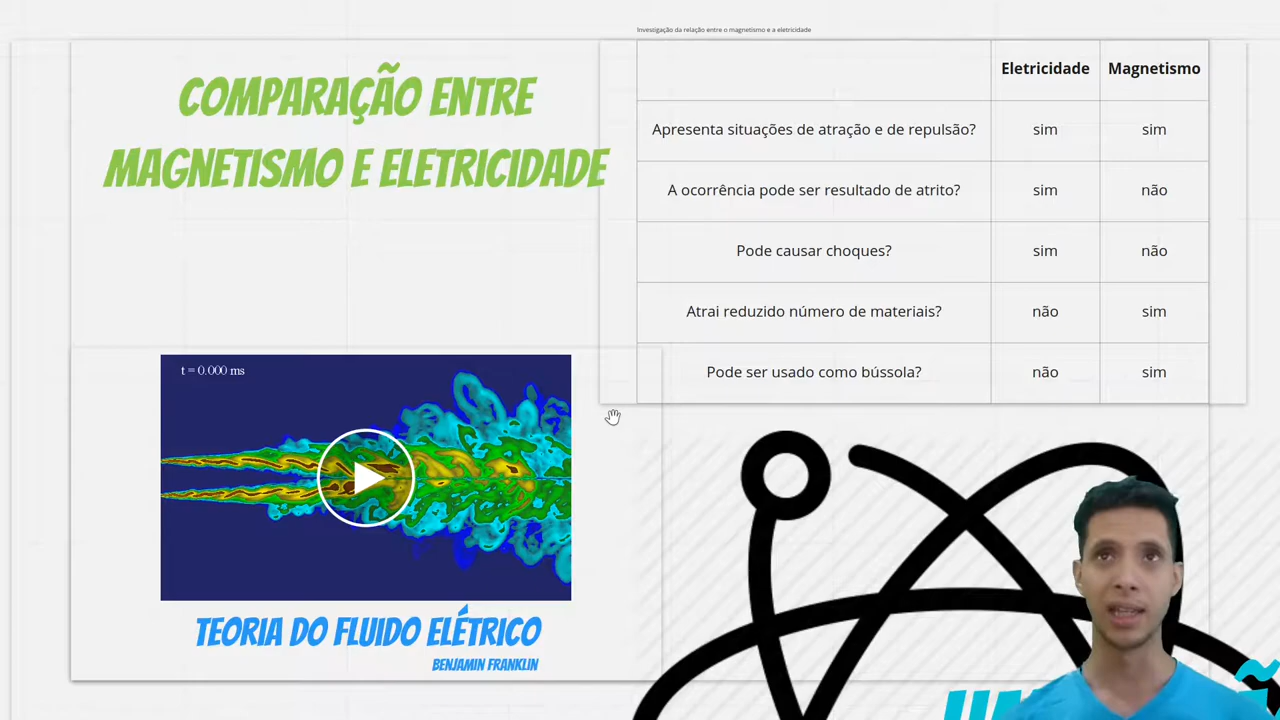 Investigação da relação entre o magnetismo e a eletricidade
COMPARAÇÃO ENTRE
MAGNETISMO E ELETRICIDADE
Eletricidade Magnetismo
Apresenta situações de atração e de repulsão? sim sim
A ocorrência pode ser resultado de atrito? sim não
Pode causar choques? sim não
Atrai reduzido número de materiais? não sim
Pode ser usado como bússola? não sim
t = 0.000 ms
TEORIA DO FLUIDO ELÉTRICO
BENJAMIN FRANKLIN